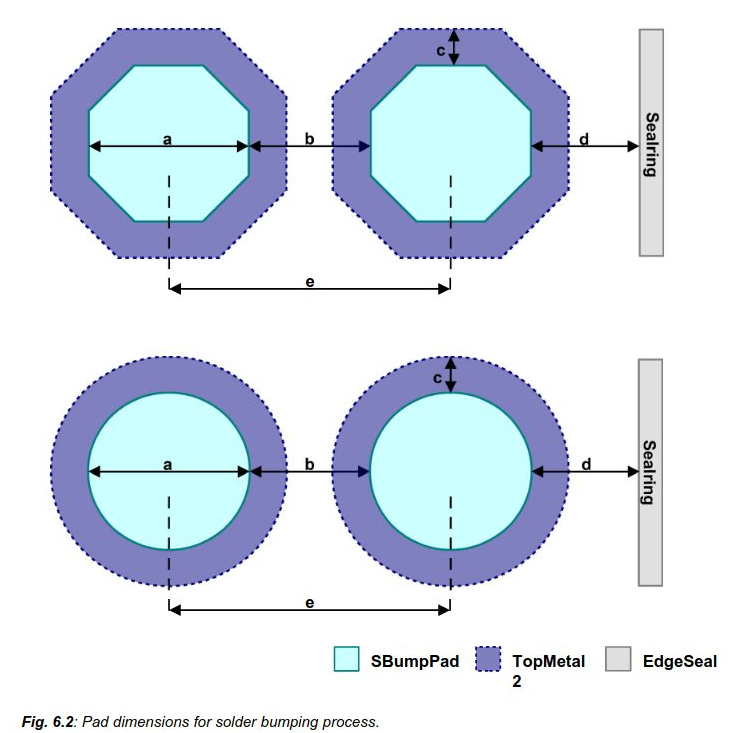 c
a
b
d
Sealring
e
c
a
b
d
Sealring
e
SBumpPad
TopMetal
2
EdgeSeal
Fig. 6.2: Pad dimensions for solder bumping process.